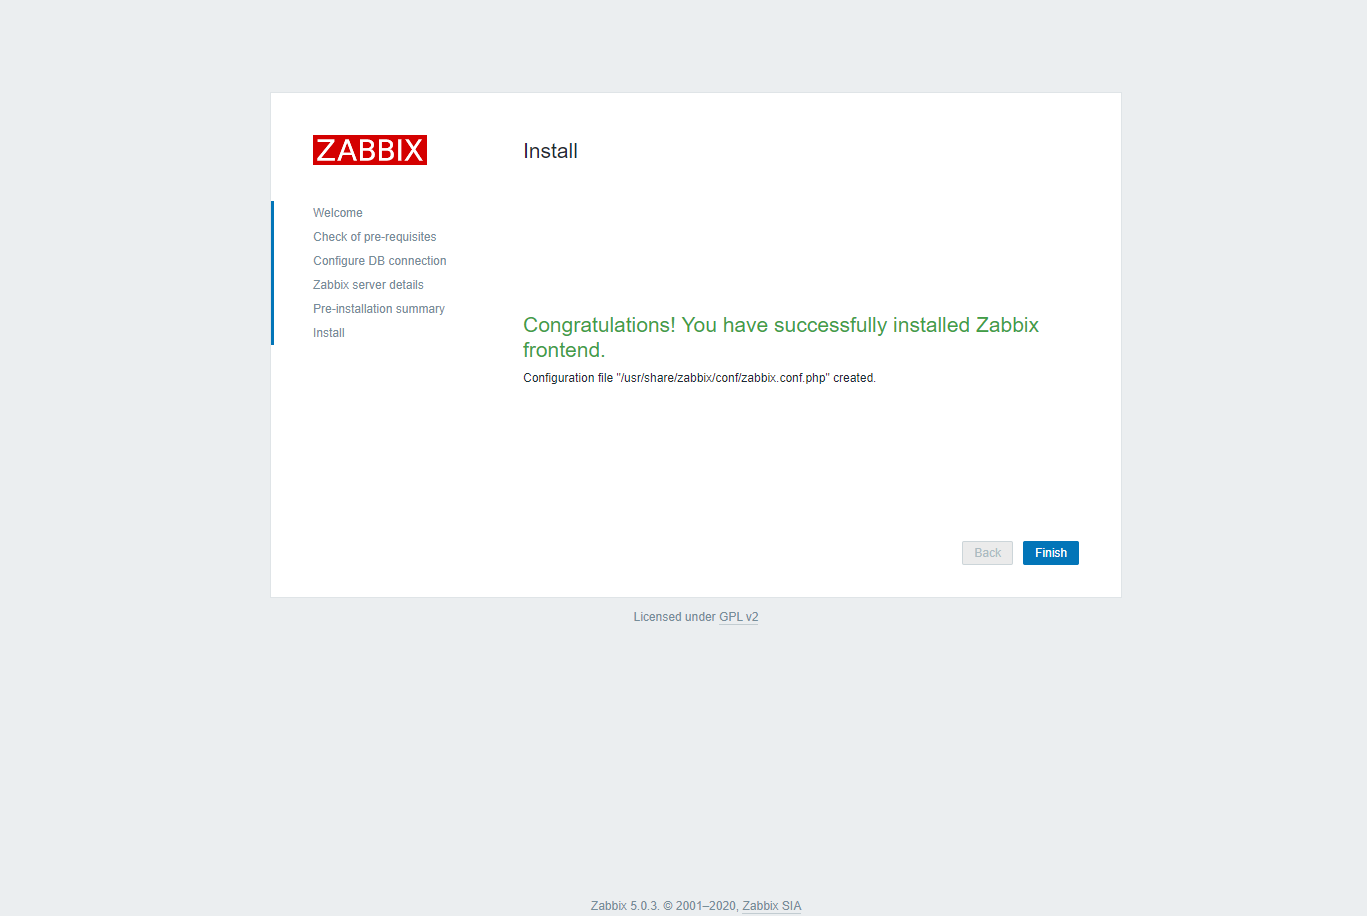 ZABBIX
Install
Welcome
Check of pre-requisites
Configure DB connection
Zabbix server details
Pre-installation summary
Install
Congratulations! You have successfully installed Zabbix
frontend.
Configuration file "/usr/share/zabbix/conf/zabbix.conf.php" created.
Back
Finish
Licensed under GPL v2
Zabbix 5.0.3. © 2001–2020, Zabbix SIA